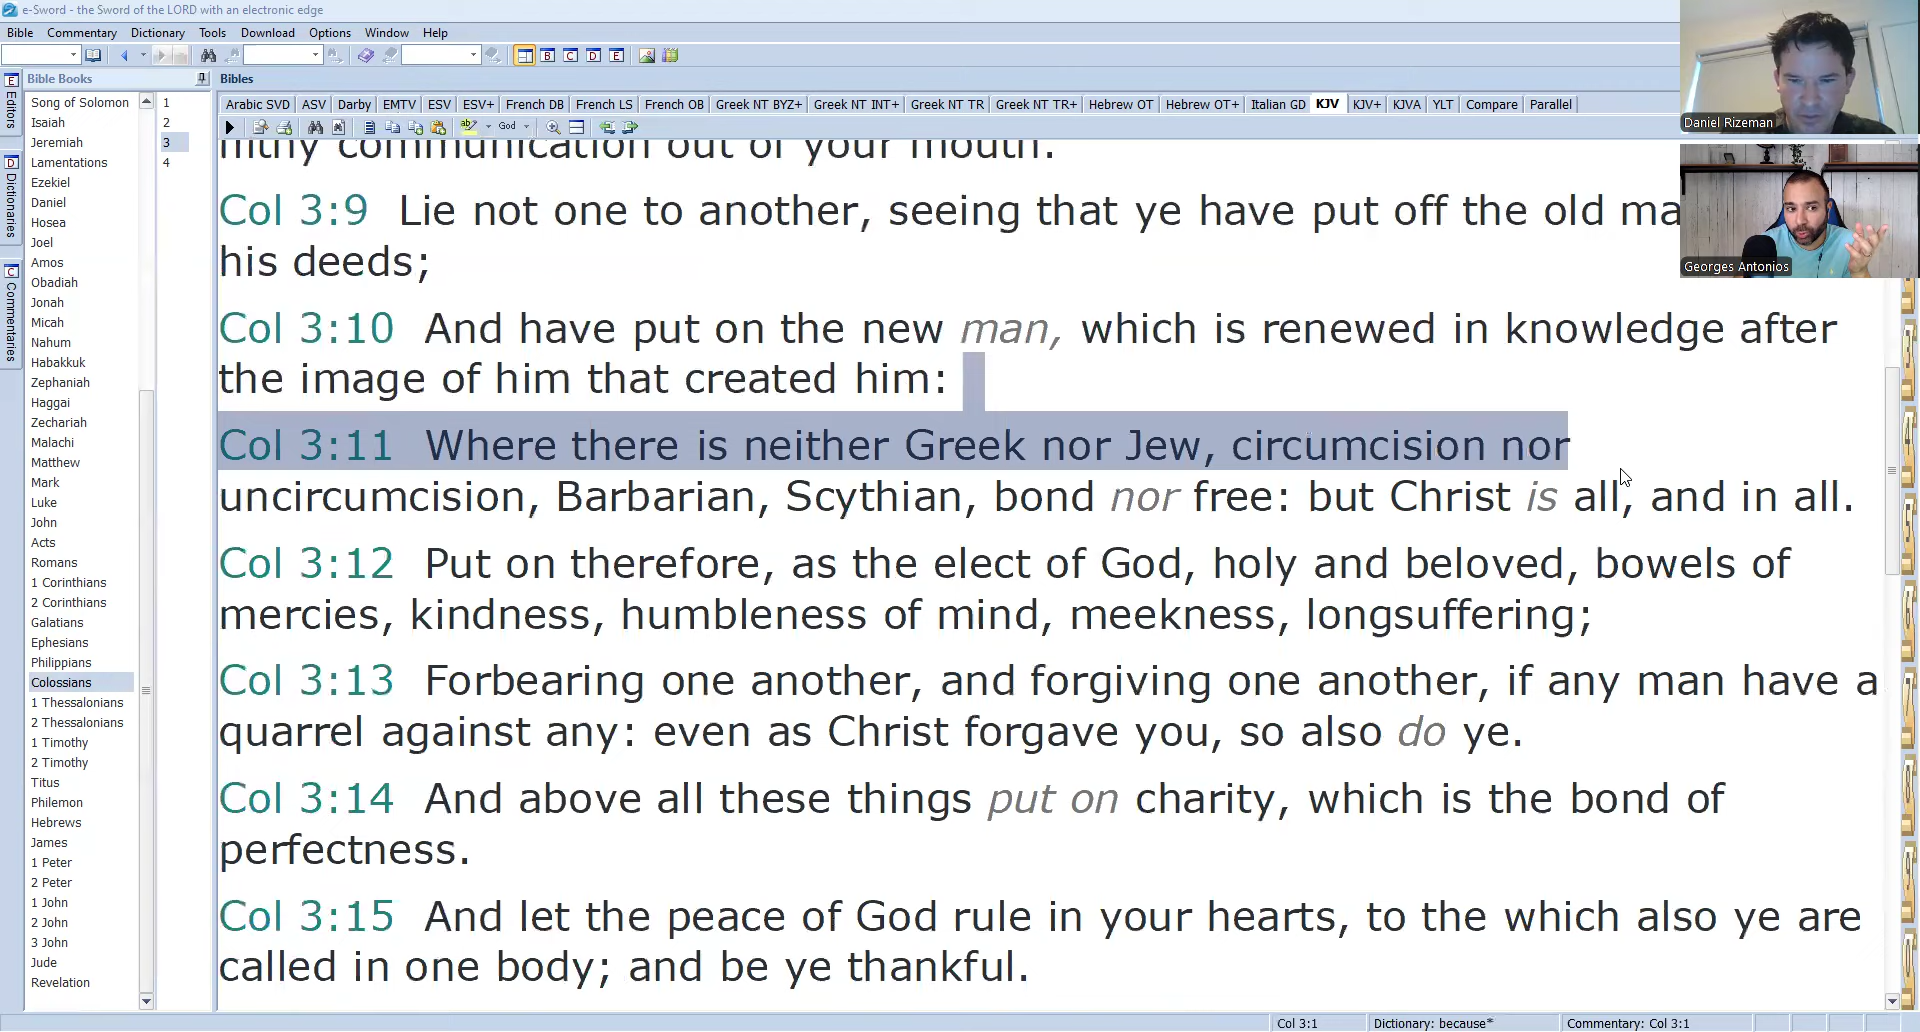 e-Sword - the Sword of the LORD with an electronic edge
Bible Commentary Dictionary Tools Options Download Window Help
Bible Books
Bibles
Editors
Dictionaries
Commentaries
Song of Solomon
Isaiah
Jeremiah
Lamentations
Ezekiel
Daniel
Hosea
Joel
Amos
Obadiah
Jonah
Micah
Nahum
Habakkuk
Zephaniah
Haggai
Zechariah
Malachi
Matthew
Mark
Luke
John
Acts
Romans
1 Corinthians
2 Corinthians
Galatians
Ephesians
Philippians
Colossians
1 Thessalonians
2 Thessalonians
1 Timothy
2 Timothy
Titus
Philemon
Hebrews
James
1 Peter
2 Peter
1 John
2 John
3 John
Jude
Revelation
1
2
3
4
Arabic SVD ASV Darby EMTV ESV ESV+ French DB French LS French OB Greek NT BYZ+ Greek NT INT+ Greek NT TR Greek NT TR+ Hebrew OT Hebrew OT+ Italian GD KJV KJV+ KJVA YLT Compare Parallel
God
communication out of your mouth.
Col 3:9 Lie not one to another, seeing that ye have put off the old
his deeds;
Col 3:10 And have put on the new man, which is renewed in knowledge after
the image of him that created him:
Col 3:11 Where there is neither Greek nor Jew, circumcision nor
uncircumcision, Barbarian, Scythian, bond nor free: but Christ is all, and in all.
Col 3:12 Put on therefore, as the elect of God, holy and beloved, bowels of
mercies, kindness, humbleness of mind, meekness, longsuffering;
Col 3:13 Forbearing one another, and forgiving one another, if any man have a
quarrel against any: even as Christ forgave you, so also do ye.
Col 3:14 And above all these things put on charity, which is the bond of
perfectness.
Col 3:15 And let the peace of God rule in your hearts, to the which also ye are
called in one body; and be ye thankful.
Daniel Rizeman
Georges Antonios
Col 3:1
Dictionary: because*
Commentary: Col 3:1